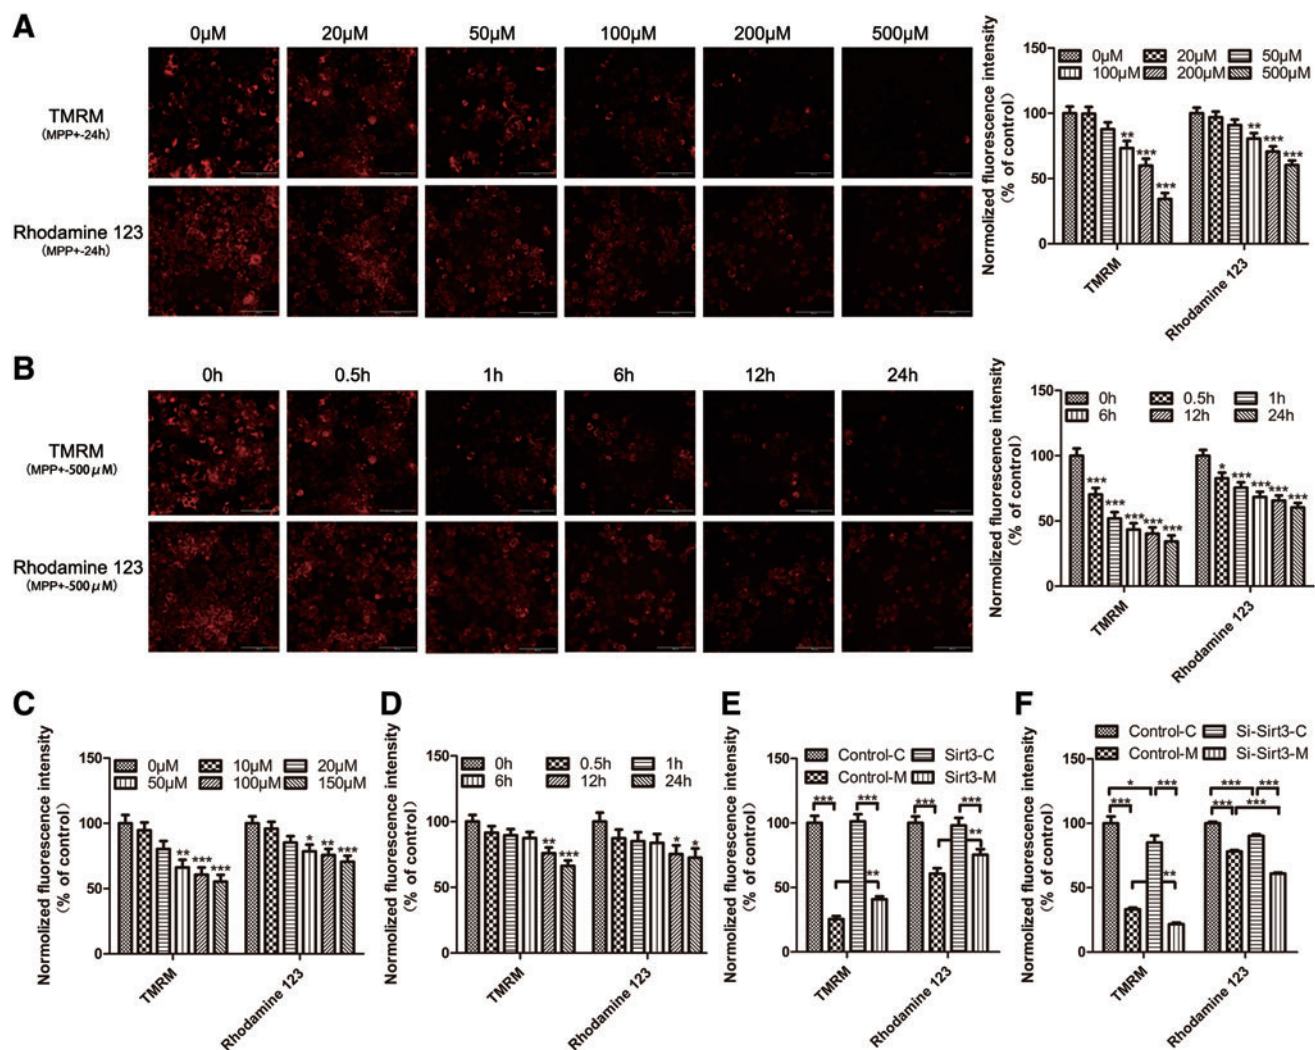 A
0μM 20μM 50μM 100μM 200μM 500μM
TMRM
(MPP+-24h)
Rhodamine 123
(MPP+-24h)
Normolized fluorescence intensity
(% of control)
0μM 20μM 50μM
100μM 200μM 500μM
150
100
50
0
** *** *** ** *** ***
TMRM Rhodamine 123
B
0h 0.5h 1h 6h 12h 24h
TMRM
(MPP+-500μM)
Rhodamine 123
(MPP+-500μM)
Normolized fluorescence intensity
(% of control)
0h 0.5h 1h
6h 12h 24h
150
100
50
0
*** *** *** *** *** * *** *** *** ***
TMRM Rhodamine 123
C
Normolized fluorescence intensity
(% of control)
0μM 10μM 20μM
50μM 100μM 150μM
150
100
50
0
** *** *** * ** ***
TMRM Rhodamine 123
D
Normolized fluorescence intensity
(% of control)
0h 0.5h 1h
6h 12h 24h
150
100
50
0
** *** * *
TMRM Rhodamine 123
E
Normolized fluorescence intensity
(% of control)
Control-C Sirt3-C
Control-M Sirt3-M
150
100
50
0
*** *** ** *** *** **
TMRM Rhodamine 123
F
Normolized fluorescence intensity
(% of control)
Control-C Si-Sirt3-C
Control-M Si-Sirt3-M
150
100
50
0
* *** *** ** *** *** *** ***
TMRM Rhodamine 123